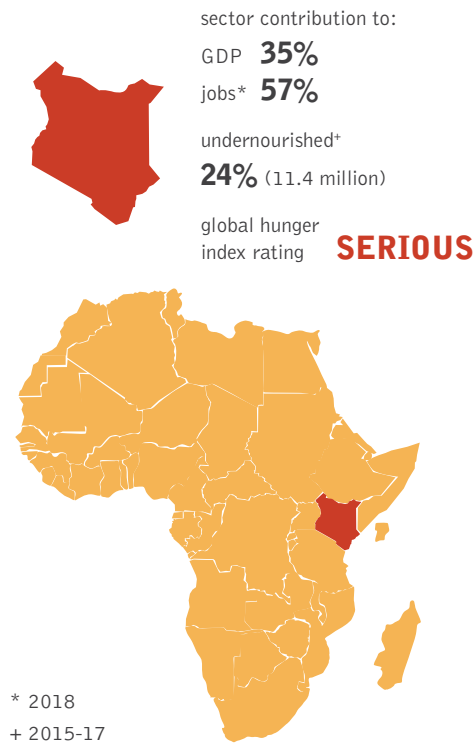 sector contribution to:
GDP 35%
jobs* 57%
undernourished+
24% (11.4 million)
global hunger
index rating SERIOUS
* 2018
+ 2015-17